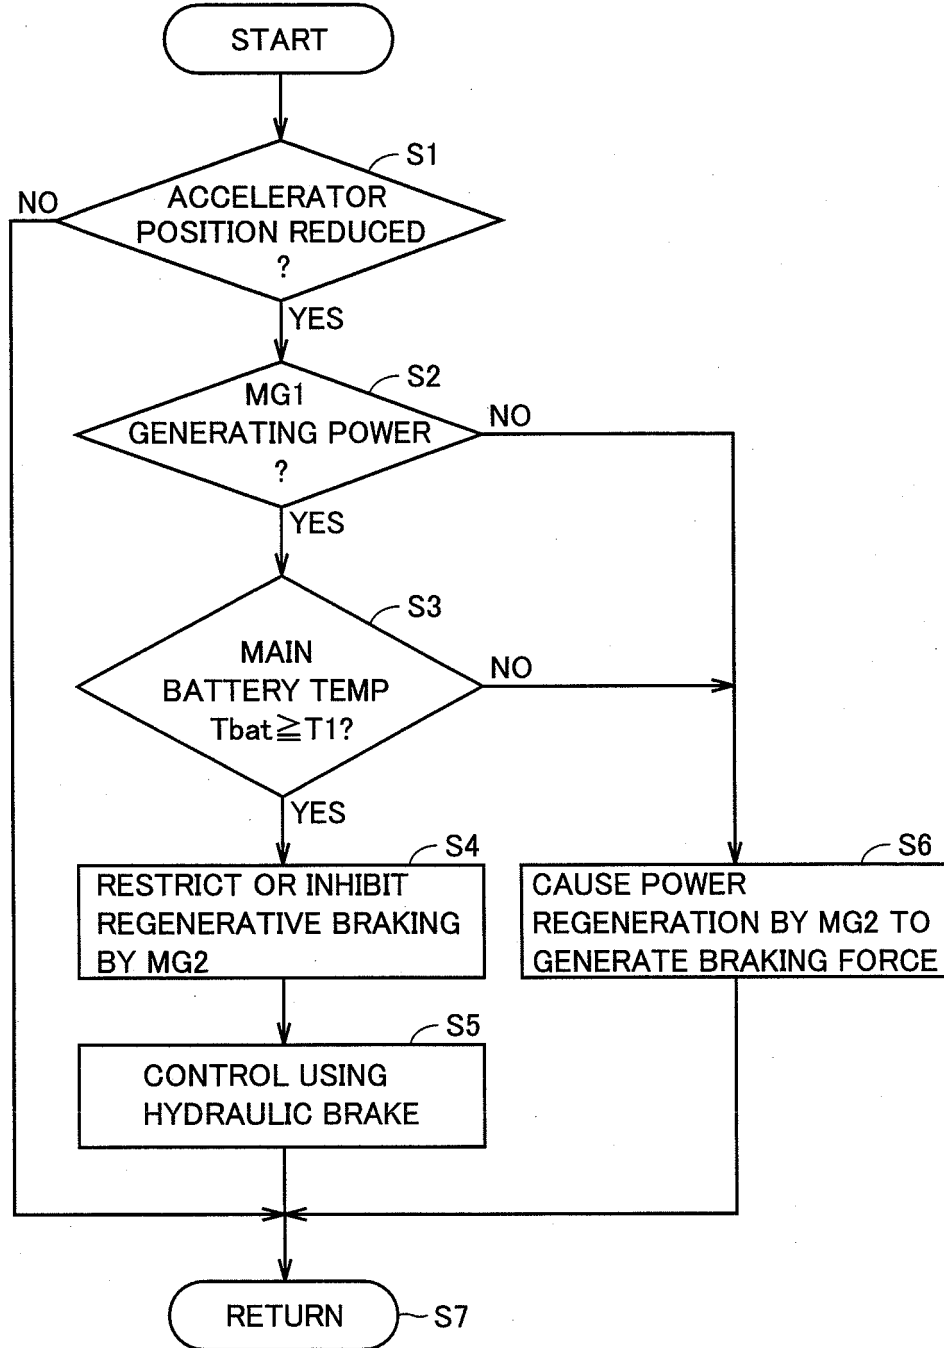 START
S1
NO
ACCELERATOR
POSITION REDUCED
?
YES
S2
MG1
GENERATING POWER
?
NO
YES
S3
MAIN
BATTERY TEMP
Tbat≧T1?
NO
YES
S4
RESTRICT OR INHIBIT
REGENERATIVE BRAKING
BY MG2
S6
CAUSE POWER
REGENERATION BY MG2 TO
GENERATE BRAKING FORCE
S5
CONTROL USING
HYDRAULIC BRAKE
RETURN
S7